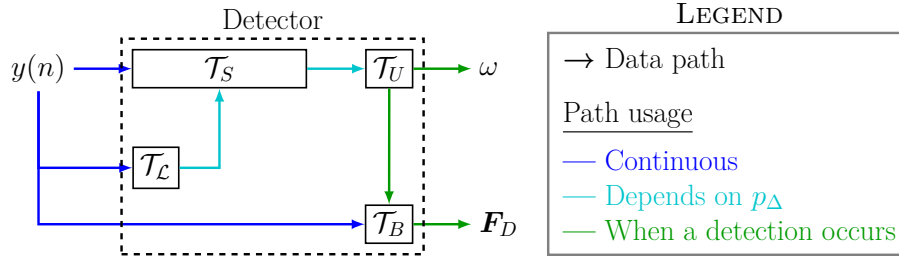 Detector
y(n)
𝒯_S
𝒯_U
ω
𝒯_ℒ
𝒯_B
𝑭_D
LEGEND
Data path
Path usage
Continuous
Depends on p_Δ
When a detection occurs